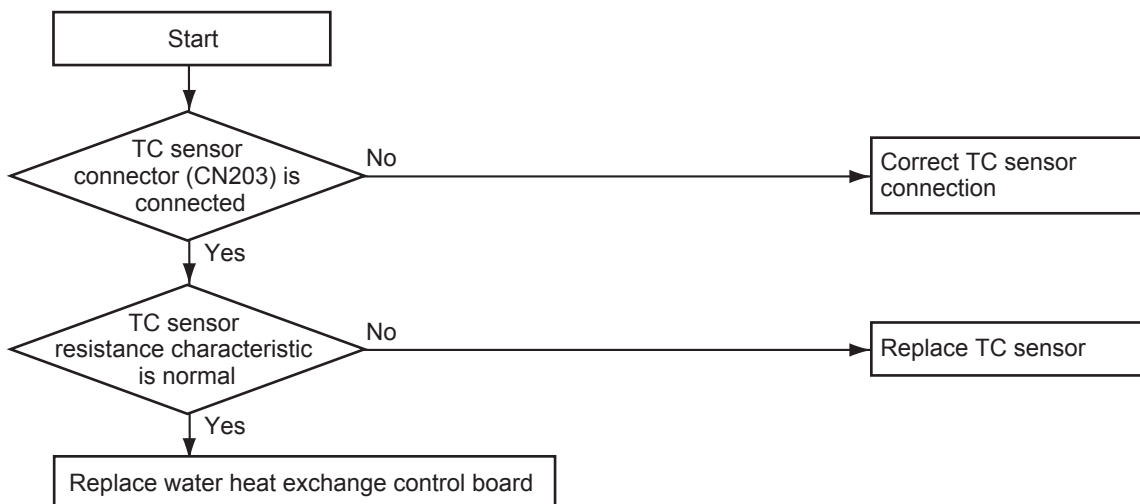 Start
TC sensor
connector (CN203) is
connected
No
Correct TC sensor
connection
Yes
TC sensor
resistance characteristic
is normal
No
Replace TC sensor
Yes
Replace water heat exchange control board